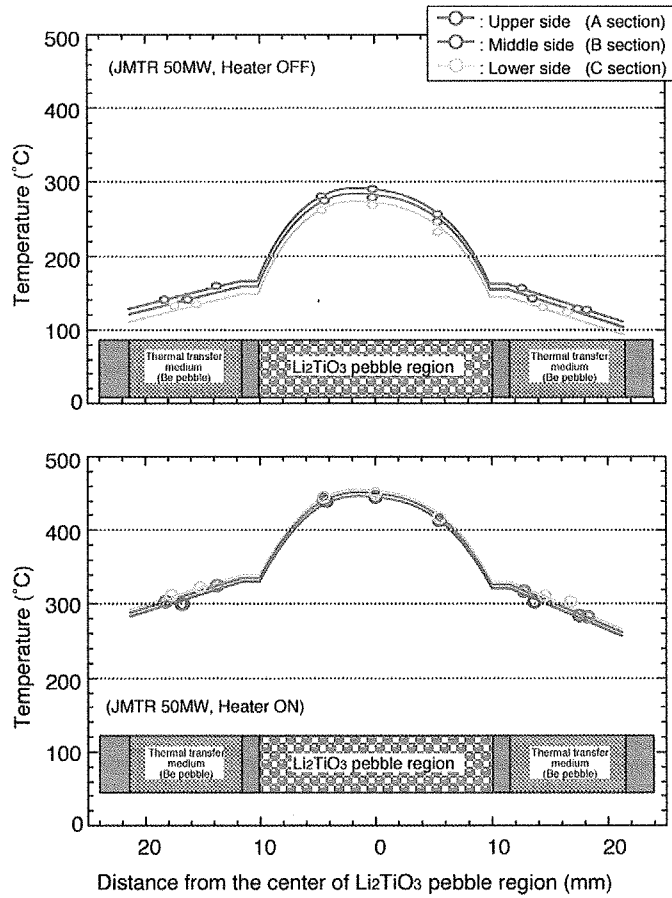 : Upper side (A section)
: Middle side (B section)
: Lower side (C section)
500
(JMTR 50MW, Heater OFF)
400
300
200
100
0
Temperature (°C)
Thermal transfer
medium
(Be pebble)
Li2TiO3 pebble region
Thermal transfer
medium
(Be pebble)
500
400
300
200
100
0
Temperature (°C)
(JMTR 50MW, Heater ON)
Thermal transfer
medium
(Be pebble)
Li2TiO3 pebble region
Thermal transfer
medium
(Be pebble)
20 10 0 10 20
Distance from the center of Li2TiO3 pebble region (mm)